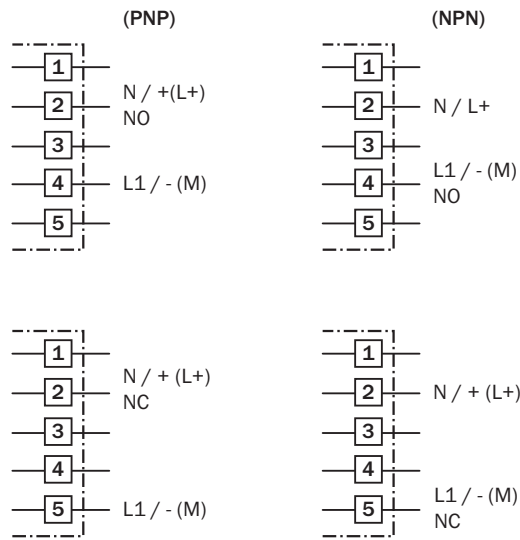 (PNP)
1
2
3
4
5
N / +(L+)
NO
L1 / - (M)
(NPN)
1
2
3
4
5
N / L+
L1 / - (M)
NO
1
2
3
4
5
N / + (L+)
NC
L1 / - (M)
1
2
3
4
5
N / + (L+)
L1 / - (M)
NC